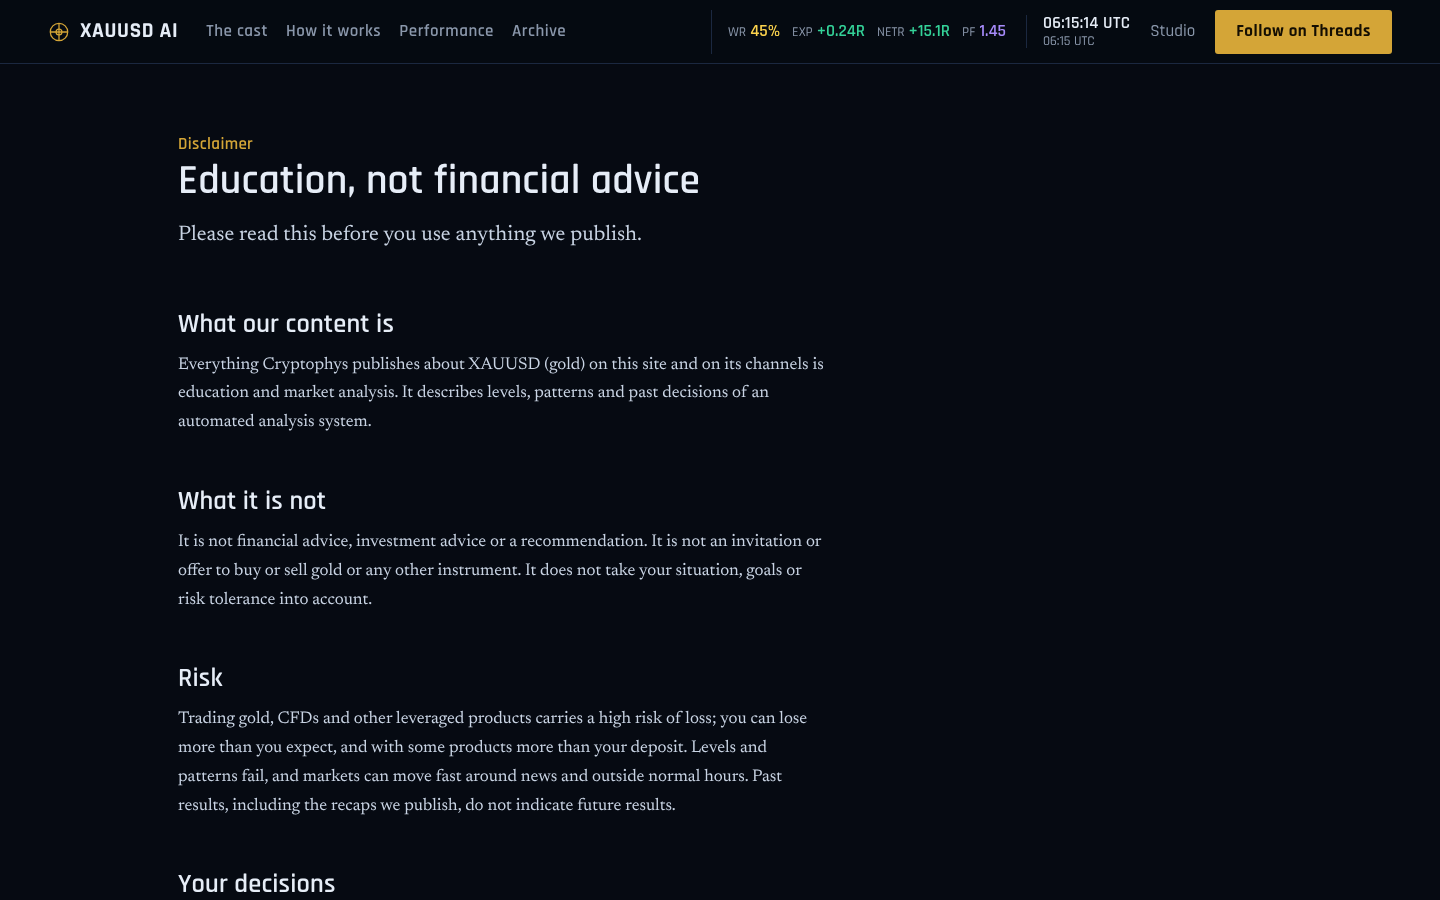 XAUUSD AI
The cast
How it works
Performance
Archive
WR 45% EXP +0.24R NETR +15.1R PF 1.45
06:15:14 UTC
06:15 UTC
Studio
Follow on Threads
Disclaimer
Education, not financial advice
Please read this before you use anything we publish.
What our content is
Everything Cryptophys publishes about XAUUSD (gold) on this site and on its channels is
education and market analysis. It describes levels, patterns and past decisions of an
automated analysis system.
What it is not
It is not financial advice, investment advice or a recommendation. It is not an invitation or
offer to buy or sell gold or any other instrument. It does not take your situation, goals or
risk tolerance into account.
Risk
Trading gold, CFDs and other leveraged products carries a high risk of loss; you can lose
more than you expect, and with some products more than your deposit. Levels and
patterns fail, and markets can move fast around news and outside normal hours. Past
results, including the recaps we publish, do not indicate future results.
Your decisions